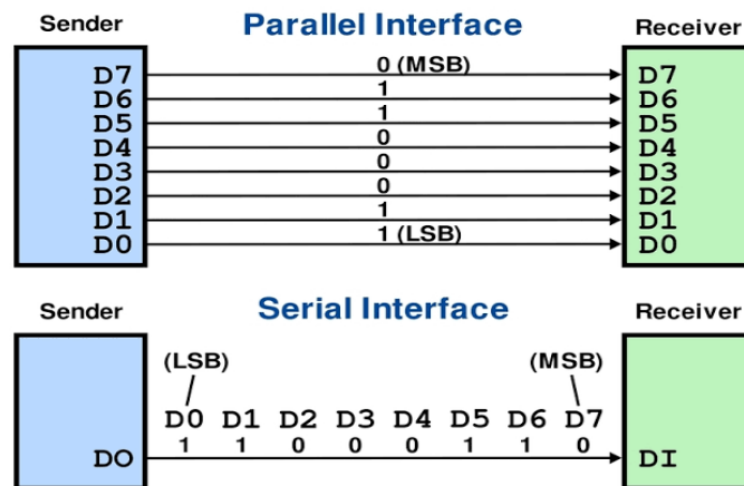 Sender Parallel Interface Receiver
0 (MSB)
D7 D7
1
D6 D6
1
D5 D5
0
D4 D4
0
D3 D3
0
D2 D2
1
D1 D1
1 (LSB)
D0 D0
Sender Serial Interface Receiver
(LSB) (MSB)
D0 D1 D2 D3 D4 D5 D6 D7
1 1 0 0 0 1 1 0
DO DI